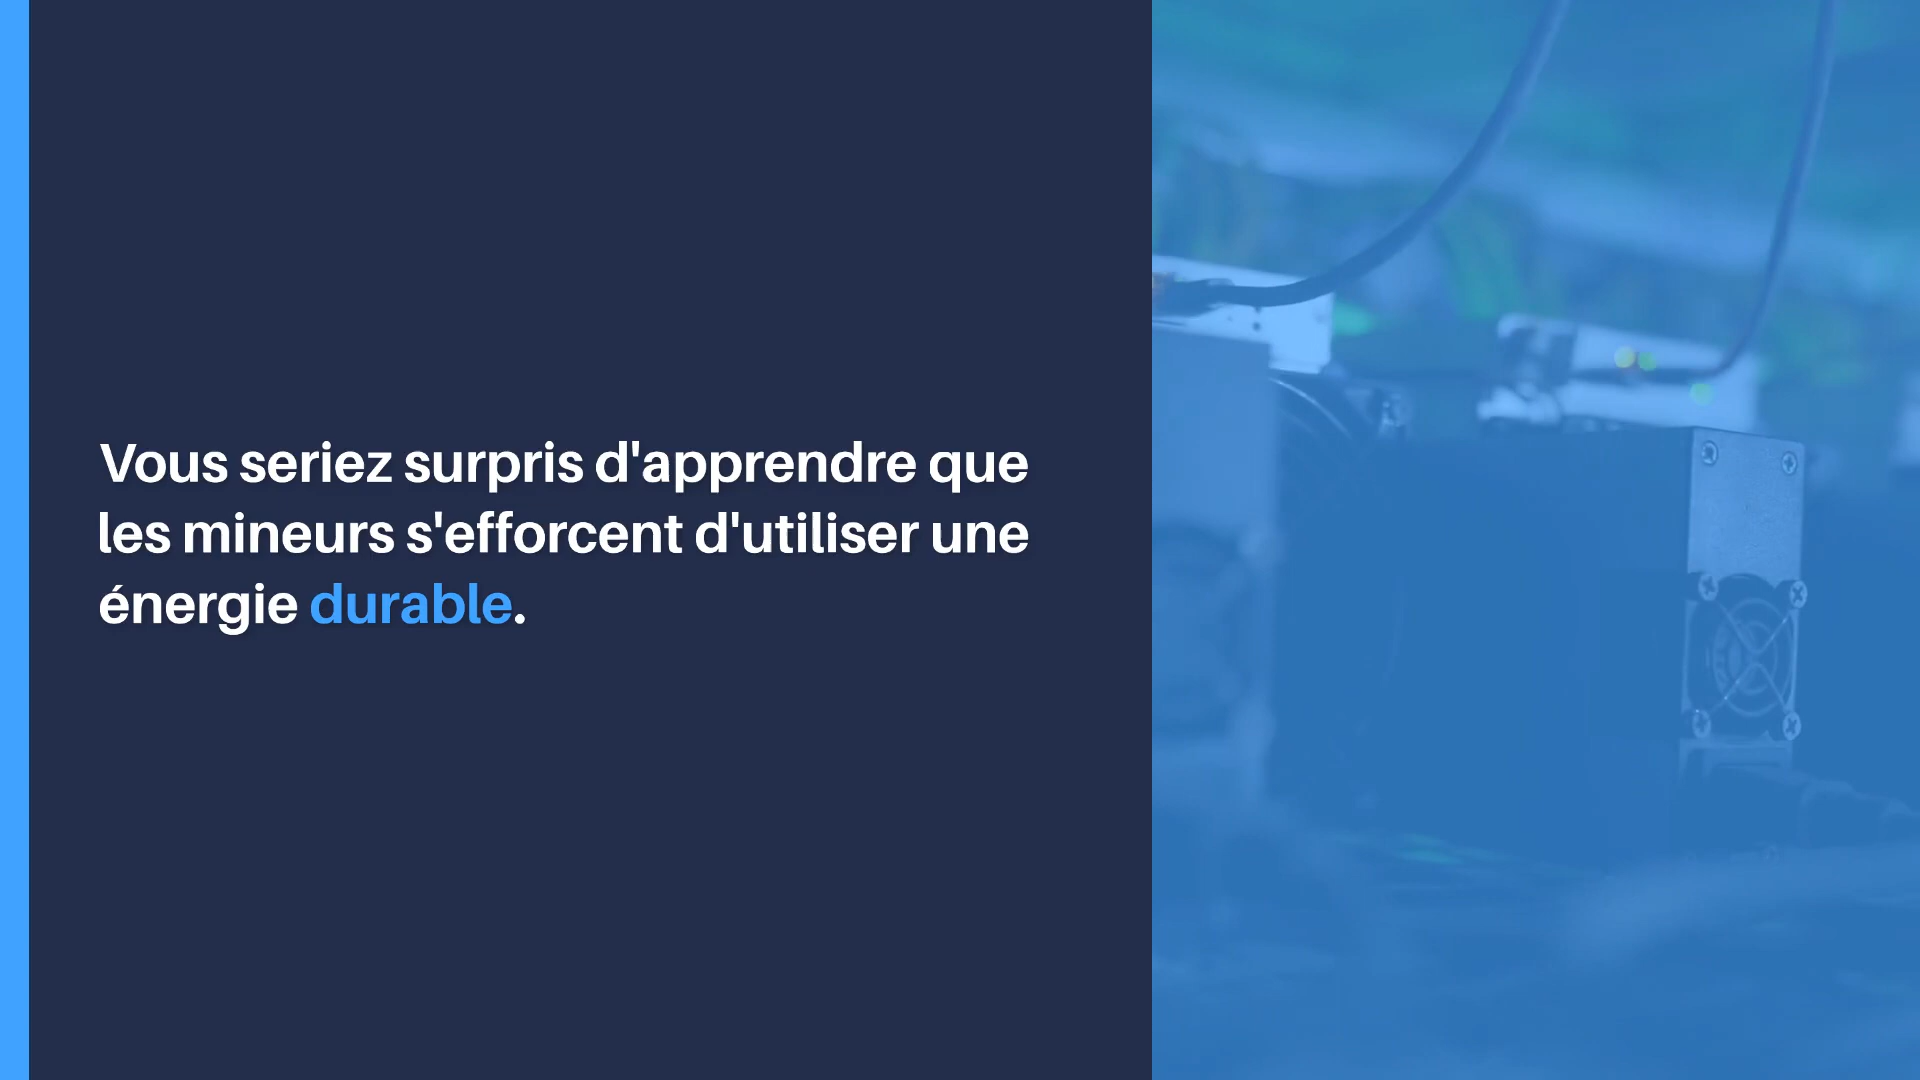 Vous seriez surpris d'apprendre que
les mineurs s'efforcent d'utiliser une
énergie durable.